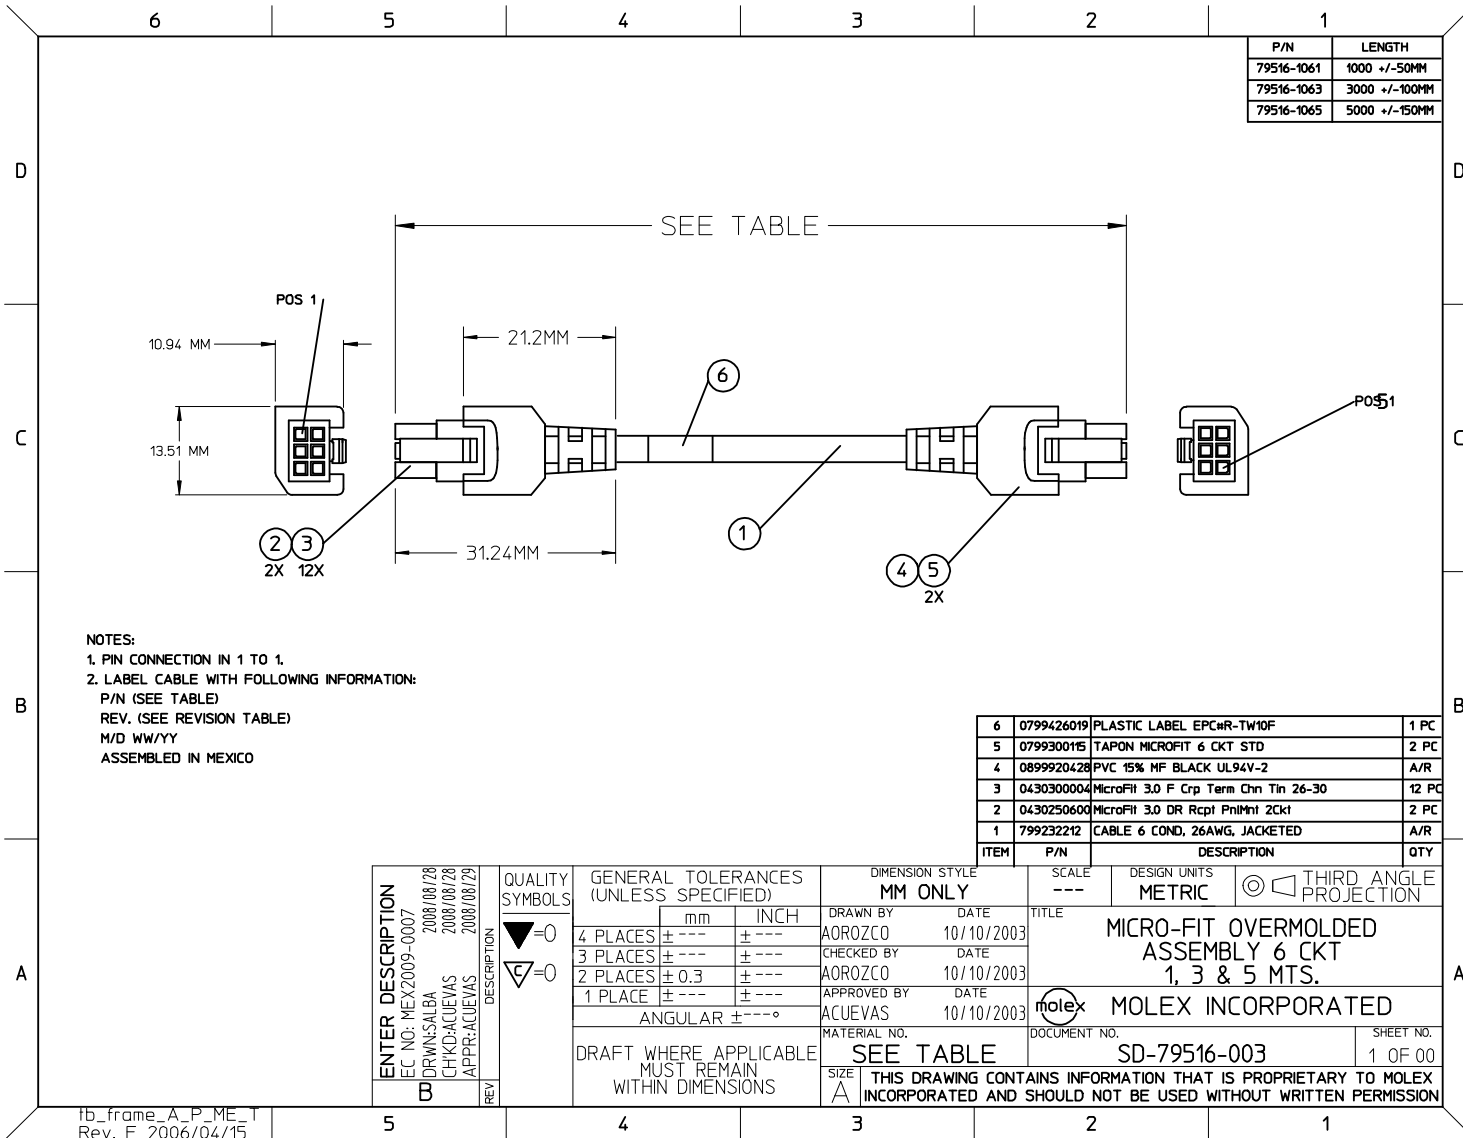 6 5 4 3 2 1
P/N LENGTH
79516-1061 1000 +/-50MM
79516-1063 3000 +/-100MM
79516-1065 5000 +/-150MM
D D
SEE TABLE
POS 1
10.94 MM
21.2MM
6
POS 1
5
C C
13.51 MM
1
2 3
2X 12X
31.24MM
4 5
2X
NOTES:
1. PIN CONNECTION IN 1 TO 1.
2. LABEL CABLE WITH FOLLOWING INFORMATION:
P/N (SEE TABLE)
REV. (SEE REVISION TABLE)
M/D WW/YY
ASSEMBLED IN MEXICO
B B
6 0799426019 PLASTIC LABEL EPC#R-TW10F 1 PC
5 0799300115 TAPON MICROFIT 6 CKT STD 2 PC
4 0899920428 PVC 15% MF BLACK UL94V-2 A/R
3 0430300004 MicroFit 3.0 F Crp Term Chn Tin 26-30 12 PC
2 0430250600 MicroFit 3.0 DR Rcpt PnlMnt 2Ckt 2 PC
1 799232212 CABLE 6 COND, 26AWG, JACKETED A/R
ITEM P/N DESCRIPTION QTY
A A
ENTER DESCRIPTION
EC NO: MEX2009-0007
DRWN:SALBA 2008/08/28
CH'KD:ACUEVAS 2008/08/28
APPR:ACUEVAS 2008/08/29
DESCRIPTION
B
REV
QUALITY
SYMBOLS
=0
C =0
GENERAL TOLERANCES
(UNLESS SPECIFIED)
mm INCH
4 PLACES ± --- ± ---
3 PLACES ± --- ± ---
2 PLACES ± 0.3 ± ---
1 PLACE ± --- ± ---
ANGULAR ±---°
DRAFT WHERE APPLICABLE
MUST REMAIN
WITHIN DIMENSIONS
DIMENSION STYLE
MM ONLY
SCALE
---
DESIGN UNITS
METRIC
THIRD ANGLE
PROJECTION
DRAWN BY DATE
AOROZCO 10/10/2003
CHECKED BY DATE
AOROZCO 10/10/2003
APPROVED BY DATE
ACUEVAS 10/10/2003
TITLE
MICRO-FIT OVERMOLDED
ASSEMBLY 6 CKT
1, 3 & 5 MTS.
molex MOLEX INCORPORATED
MATERIAL NO.
SEE TABLE
DOCUMENT NO.
SD-79516-003
SHEET NO.
1 OF 00
SIZE
A
THIS DRAWING CONTAINS INFORMATION THAT IS PROPRIETARY TO MOLEX
INCORPORATED AND SHOULD NOT BE USED WITHOUT WRITTEN PERMISSION
tb_frame_A_P_ME_T
Rev. F 2006/04/15
5 4 3 2 1